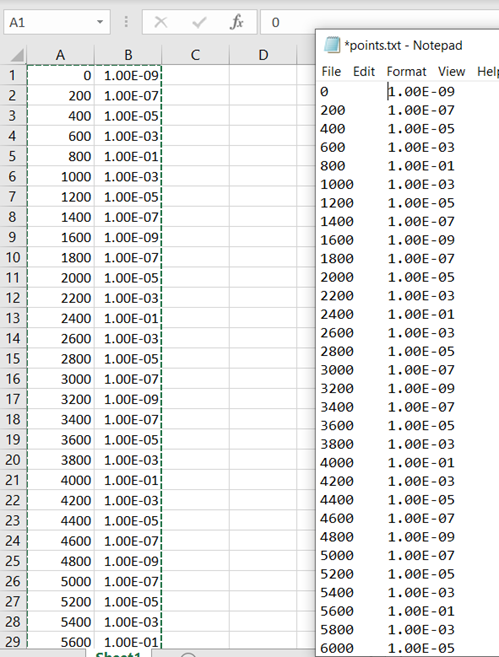 A1 0
A B C D
1 0 1.00E-09
2 200 1.00E-07
3 400 1.00E-05
4 600 1.00E-03
5 800 1.00E-01
6 1000 1.00E-03
7 1200 1.00E-05
8 1400 1.00E-07
9 1600 1.00E-09
10 1800 1.00E-07
11 2000 1.00E-05
12 2200 1.00E-03
13 2400 1.00E-01
14 2600 1.00E-03
15 2800 1.00E-05
16 3000 1.00E-07
17 3200 1.00E-09
18 3400 1.00E-07
19 3600 1.00E-05
20 3800 1.00E-03
21 4000 1.00E-01
22 4200 1.00E-03
23 4400 1.00E-05
24 4600 1.00E-07
25 4800 1.00E-09
26 5000 1.00E-07
27 5200 1.00E-05
28 5400 1.00E-03
29 5600 1.00E-01
Sheet1
*points.txt - Notepad
File Edit Format View Help
0 1.00E-09
200 1.00E-07
400 1.00E-05
600 1.00E-03
800 1.00E-01
1000 1.00E-03
1200 1.00E-05
1400 1.00E-07
1600 1.00E-09
1800 1.00E-07
2000 1.00E-05
2200 1.00E-03
2400 1.00E-01
2600 1.00E-03
2800 1.00E-05
3000 1.00E-07
3200 1.00E-09
3400 1.00E-07
3600 1.00E-05
3800 1.00E-03
4000 1.00E-01
4200 1.00E-03
4400 1.00E-05
4600 1.00E-07
4800 1.00E-09
5000 1.00E-07
5200 1.00E-05
5400 1.00E-03
5600 1.00E-01
5800 1.00E-03
6000 1.00E-05